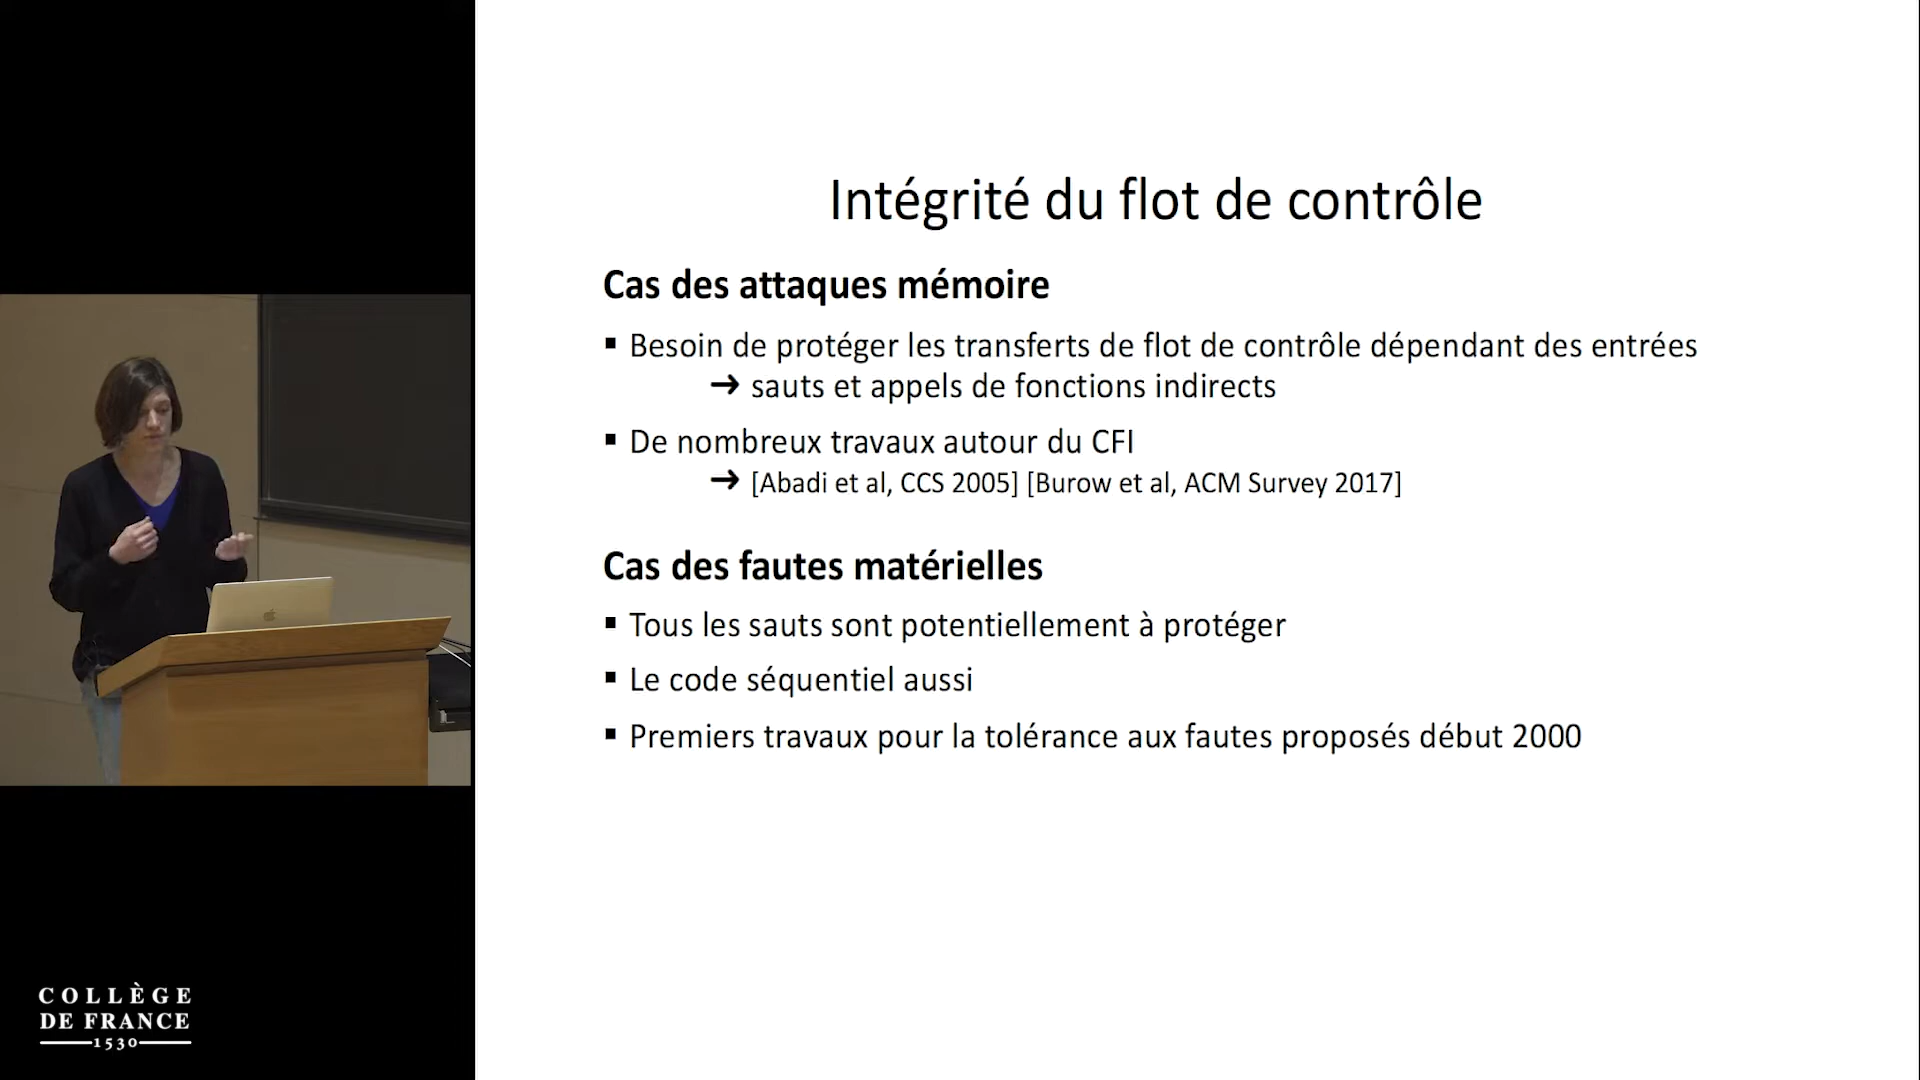 Intégrité du flot de contrôle
Cas des attaques mémoire
▪ Besoin de protéger les transferts de flot de contrôle dépendant des entrées
➔ sauts et appels de fonctions indirects
▪ De nombreux travaux autour du CFI
➔ [Abadi et al, CCS 2005] [Burow et al, ACM Survey 2017]
Cas des fautes matérielles
▪ Tous les sauts sont potentiellement à protéger
▪ Le code séquentiel aussi
▪ Premiers travaux pour la tolérance aux fautes proposés début 2000
COLLÈGE
DE FRANCE
1530